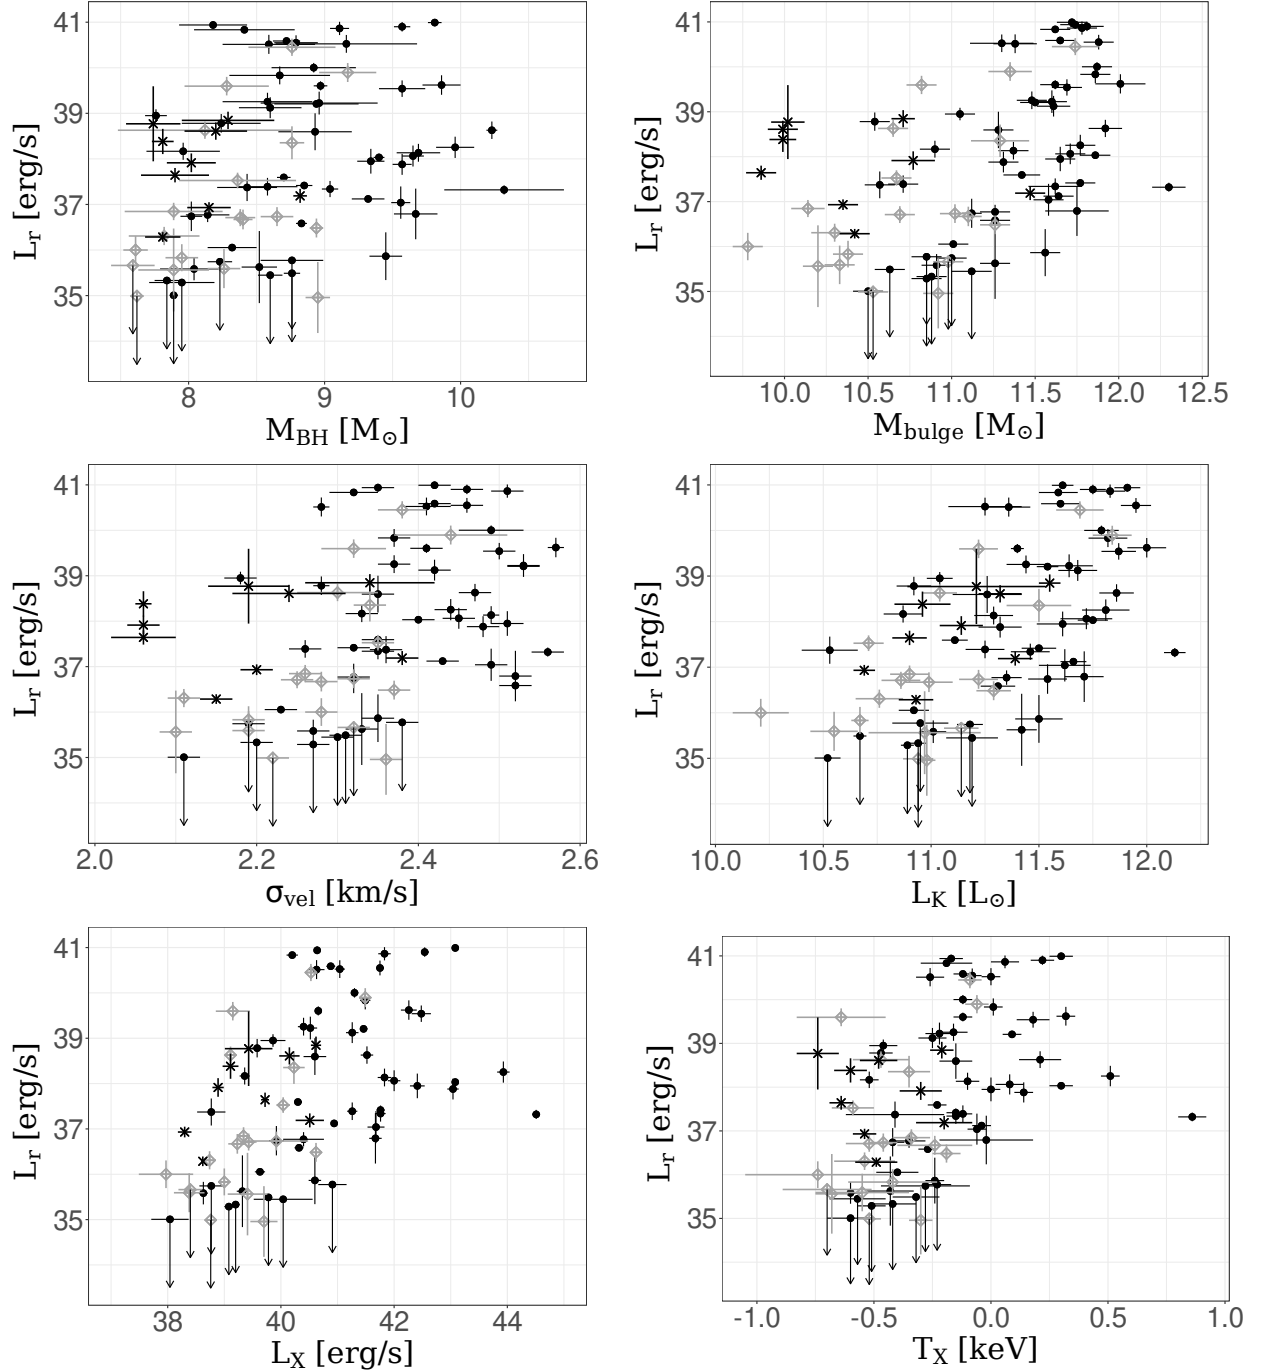 41
39
37
35
L_r [erg/s]
8 9 10
M_BH [M_⊙]
41
39
37
35
L_r [erg/s]
10.0 10.5 11.0 11.5 12.0 12.5
M_bulge [M_⊙]
41
39
37
35
L_r [erg/s]
2.0 2.2 2.4 2.6
σ_vel [km/s]
41
39
37
35
L_r [erg/s]
10.0 10.5 11.0 11.5 12.0
L_K [L_⊙]
41
39
37
35
L_r [erg/s]
38 40 42 44
L_X [erg/s]
41
39
37
35
L_r [erg/s]
-1.0 -0.5 0.0 0.5 1.0
T_X [keV]